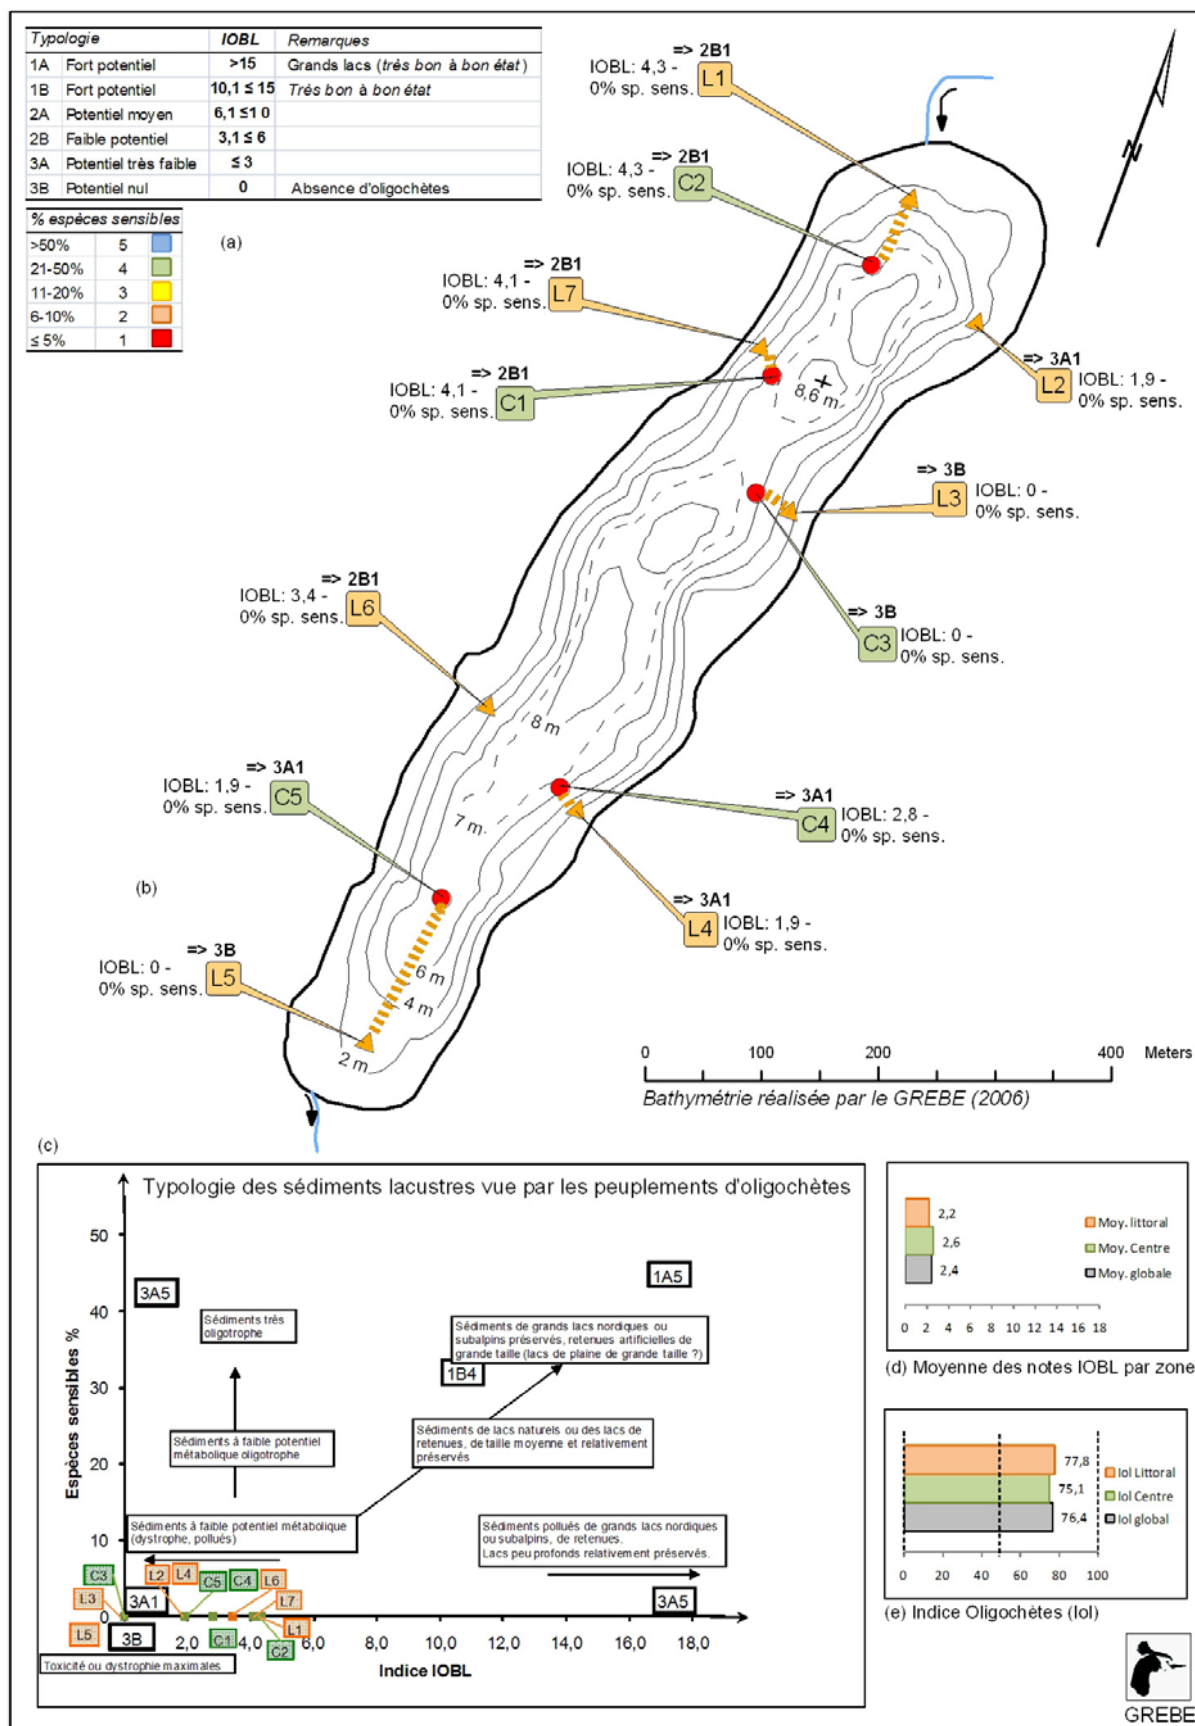 Typologie IOBL Remarques
1A Fort potentiel >15 Grands lacs (très bon à bon état)
1B Fort potentiel 10,1 ≤ 15 Très bon à bon état
2A Potentiel moyen 6,1 ≤1 0
2B Faible potentiel 3,1 ≤ 6
3A Potentiel très faible ≤ 3
3B Potentiel nul 0 Absence d'oligochètes
% espèces sensibles
>50% 5
21-50% 4
11-20% 3
6-10% 2
≤ 5% 1
(a)
=> 2B1
IOBL: 4,3 -
0% sp. sens.
L1
=> 2B1
IOBL: 4,3 -
0% sp. sens.
C2
=> 2B1
IOBL: 4,1 -
0% sp. sens.
L7
=> 2B1
IOBL: 4,1 -
0% sp. sens.
C1
N
8,6 m
=> 3A1
L2
IOBL: 1,9 -
0% sp. sens.
=> 3B
L3
IOBL: 0 -
0% sp. sens.
=> 2B1
IOBL: 3,4 -
0% sp. sens.
L6
=> 3B
C3
IOBL: 0 -
0% sp. sens.
8 m
=> 3A1
IOBL: 1,9 -
0% sp. sens.
C5
7 m
=> 3A1
C4
IOBL: 2,8 -
0% sp. sens.
(b)
=> 3A1
L4
IOBL: 1,9 -
0% sp. sens.
=> 3B
IOBL: 0 -
0% sp. sens.
L5
6 m
4 m
2 m
0 100 200 400 Meters
Bathymétrie réalisée par le GREBE (2006)
(c)
Typologie des sédiments lacustres vue par les peuplements d'oligochètes
Espèces sensibles %
50
40
30
20
10
0
3A5
1A5
Sédiments très
oligotrophe
Sédiments de grands lacs nordiques ou
subalpins préservés, retenues artificielles de
grande taille (lacs de plaine de grande taille ?)
1B4
Sédiments à faible potentiel
métabolique oligotrophe
Sédiments de lacs naturels ou des lacs de
retenues, de taille moyenne et relativement
préservés
Sédiments à faible potentiel métabolique
(dystrophe, pollués)
Sédiments pollués de grands lacs nordiques
ou subalpins, de retenues.
Lacs peu profonds relativement préservés.
C3 L2 L4 C5 C4 L6
L3 3A1 L7 3A5
L5 3B C1 C2 L1
2,0 4,0 6,0 8,0 10,0 12,0 14,0 16,0 18,0
Toxicité ou dystrophie maximales
Indice IOBL
2,2
2,6
2,4
Moy. littoral
Moy. Centre
Moy. globale
0 2 4 6 8 10 12 14 16 18
(d) Moyenne des notes IOBL par zone
77,8
75,1
76,4
Iol Littoral
Iol Centre
Iol global
0 20 40 60 80 100
(e) Indice Oligochètes (Iol)
GREBE